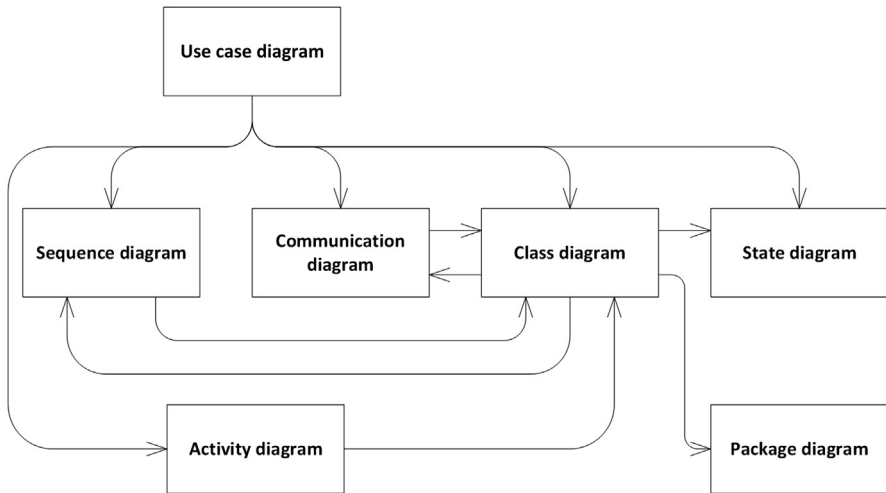 Use case diagram
Sequence diagram
Communication
diagram
Class diagram
State diagram
Activity diagram
Package diagram